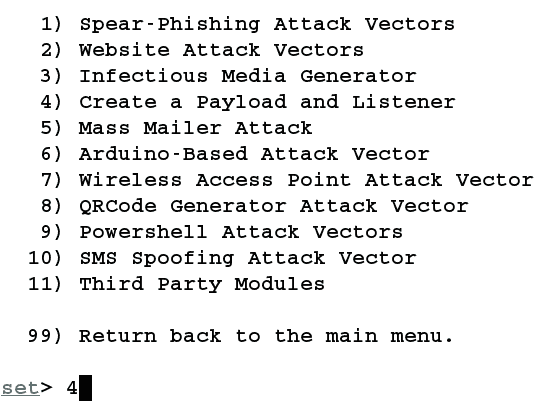 1) Spear-Phishing Attack Vectors
2) Website Attack Vectors
3) Infectious Media Generator
4) Create a Payload and Listener
5) Mass Mailer Attack
6) Arduino-Based Attack Vector
7) Wireless Access Point Attack Vector
8) QRCode Generator Attack Vector
9) Powershell Attack Vectors
10) SMS Spoofing Attack Vector
11) Third Party Modules
99) Return back to the main menu.
set> 4